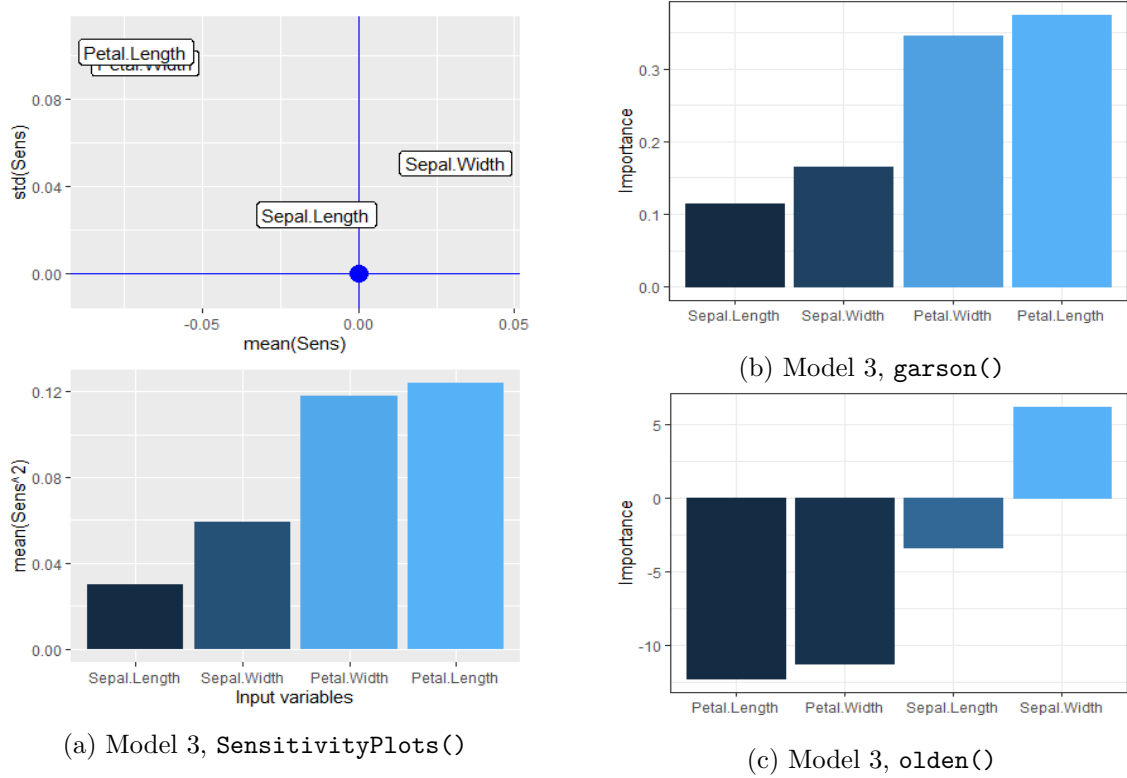 Petal.Length
Petal.Width
Sepal.Width
Sepal.Length
std(Sens)
0.08
0.04
0.00
-0.05 0.00 0.05
mean(Sens)
mean(Sens^2)
0.12
0.08
0.04
0.00
Sepal.Length Sepal.Width Petal.Width Petal.Length
Input variables
(a) Model 3, SensitivityPlots()
Importance
0.3
0.2
0.1
0.0
Sepal.Length Sepal.Width Petal.Width Petal.Length
(b) Model 3, garson()
Importance
5
0
-5
-10
Petal.Length Petal.Width Sepal.Length Sepal.Width
(c) Model 3, olden()